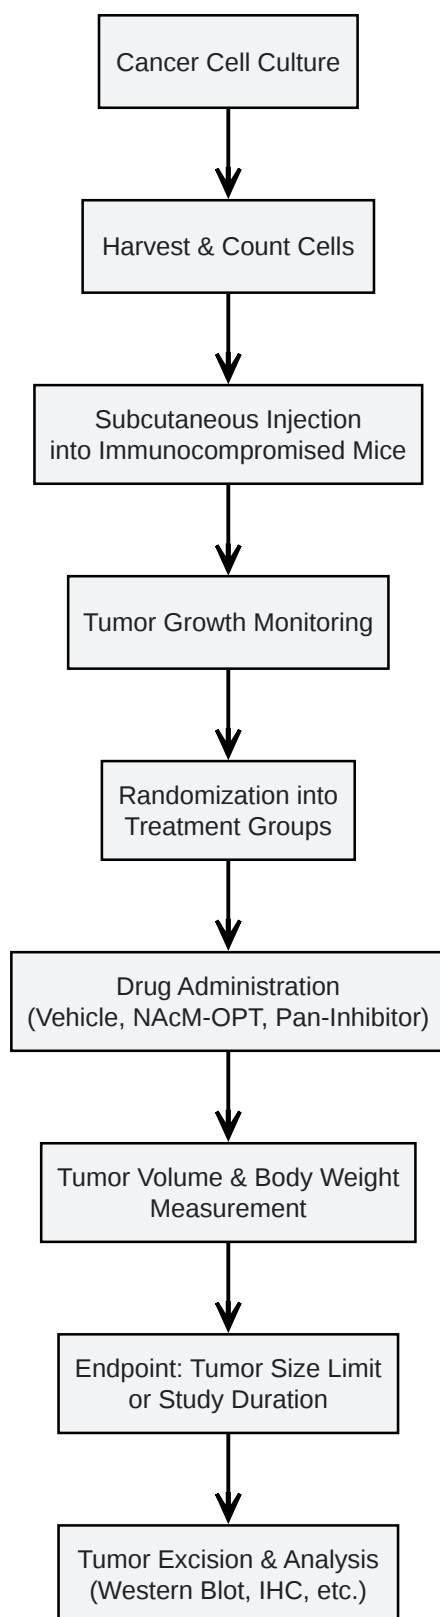 Cancer Cell Culture
Harvest & Count Cells
Subcutaneous Injection
into Immunocompromised Mice
Tumor Growth Monitoring
Randomization into
Treatment Groups
Drug Administration
(Vehicle, NAcM-OPT, Pan-Inhibitor)
Tumor Volume & Body Weight
Measurement
Endpoint: Tumor Size Limit
or Study Duration
Tumor Excision & Analysis
(Western Blot, IHC, etc.)